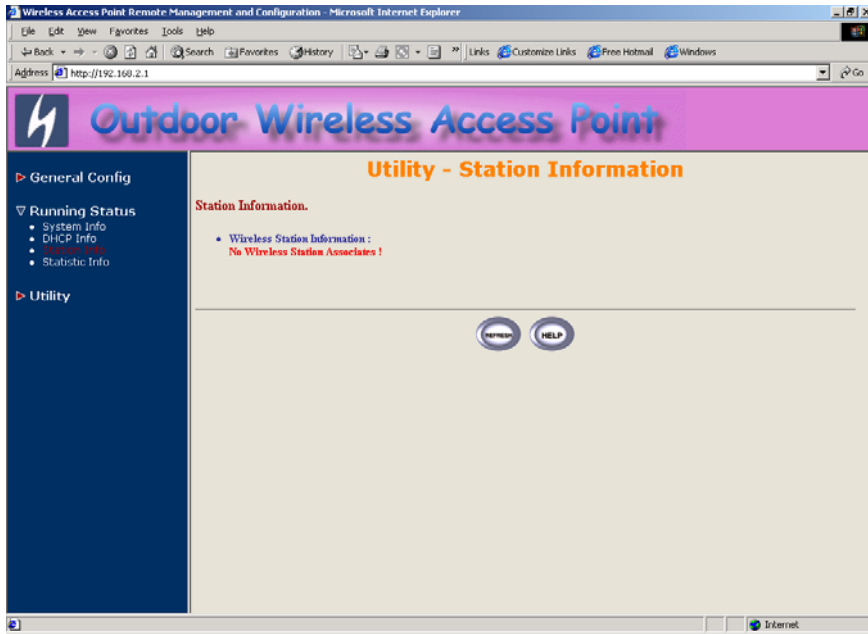 Wireless Access Point Remote Management and Configuration - Microsoft Internet Explorer
File Edit View Favorites Tools Help
Back Search Favorites History Links Customize Links Free Hotmail Windows
Address http://192.168.2.1 Go
Outdoor Wireless Access Point
General Config
Running Status
System Info
DHCP Info
Station Info
Statistic Info
Utility
Utility - Station Information
Station Information.
Wireless Station Information :
No Wireless Station Associates !
REFRESH HELP
Internet